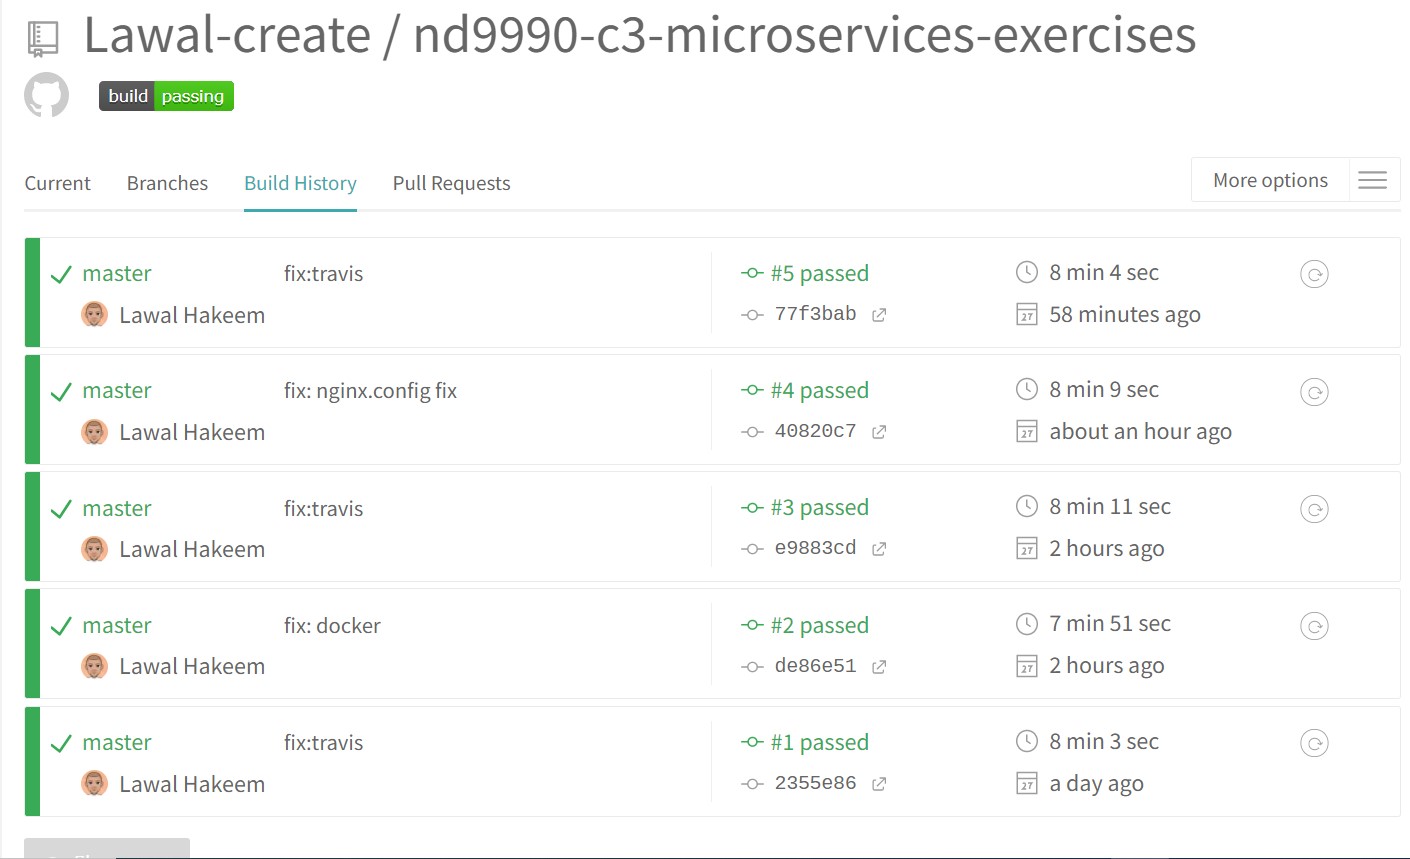 Lawal-create / nd9990-c3-microservices-exercises
build passing
Current Branches Build History Pull Requests More options
master fix:travis #5 passed 8 min 4 sec
Lawal Hakeem 77f3bab 27 58 minutes ago
master fix: nginx.config fix #4 passed 8 min 9 sec
Lawal Hakeem 40820c7 27 about an hour ago
master fix:travis #3 passed 8 min 11 sec
Lawal Hakeem e9883cd 27 2 hours ago
master fix: docker #2 passed 7 min 51 sec
Lawal Hakeem de86e51 27 2 hours ago
master fix:travis #1 passed 8 min 3 sec
Lawal Hakeem 2355e86 27 a day ago